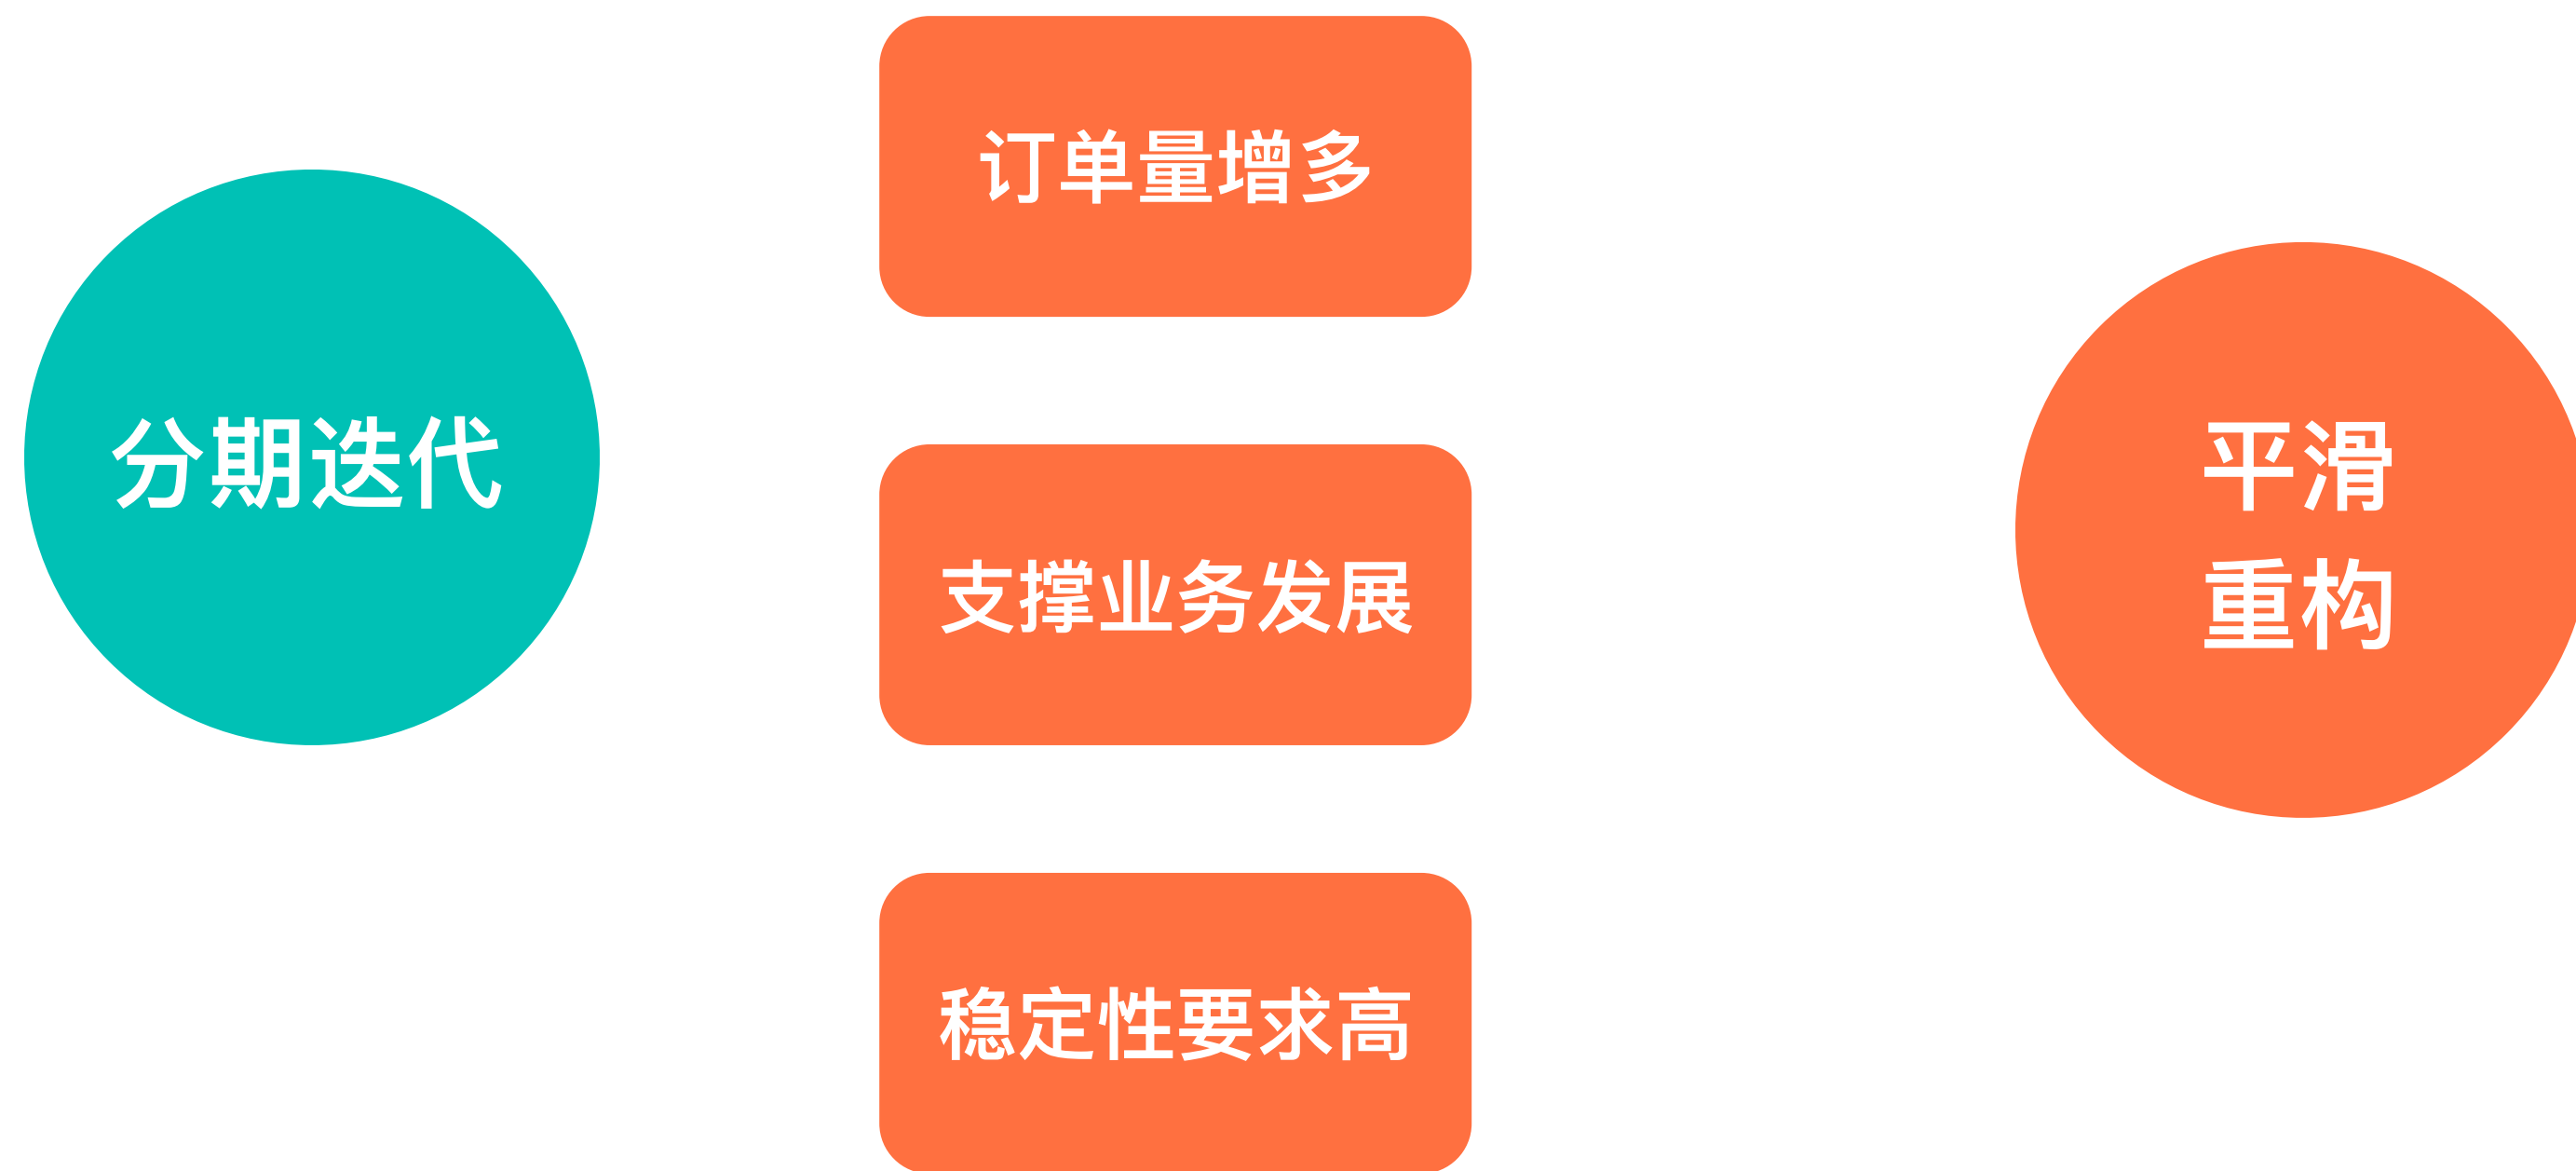 分期迭代
订单量增多
支撑业务发展
稳定性要求高
平滑
重构